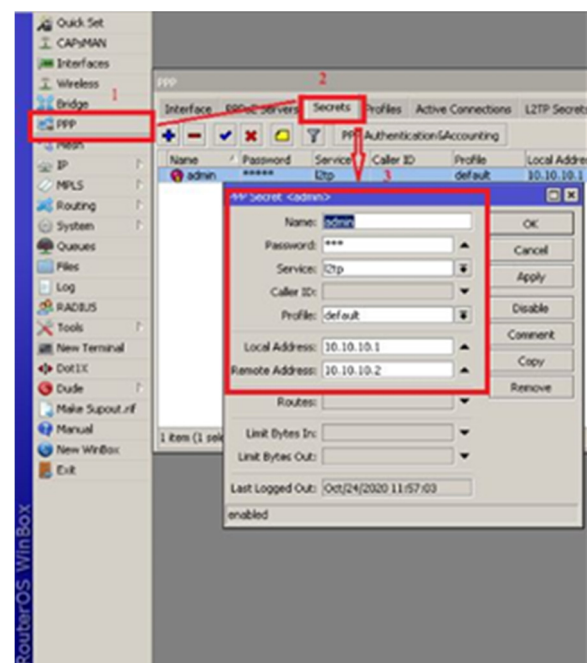 Quick Set
CAPsMAN
Interfaces
Wireless
Bridge
PPP
Mesh
IP
MPLS
Routing
System
Queues
Files
Log
RADIUS
Tools
New Terminal
Dot1X
Dude
Make Supout.rif
Manual
New WinBox
Exit
RouterOS WinBox
1
2
PPP
Interface PPPoE Servers Secrets Profiles Active Connections L2TP Secrets
PPP Authentication&Accounting
Name Password Service Caller ID Profile Local Addre
admin ***** l2tp default 10.10.10.1
3
PPP Secret <admin>
Name: admin
Password: ***
Service: l2tp
Caller ID:
Profile: default
Local Address: 10.10.10.1
Remote Address: 10.10.10.2
Routes:
Limit Bytes In:
Limit Bytes Out:
Last Logged Out: Oct/24/2020 11:57:03
enabled
OK
Cancel
Apply
Disable
Comment
Copy
Remove
1 item (1 sele